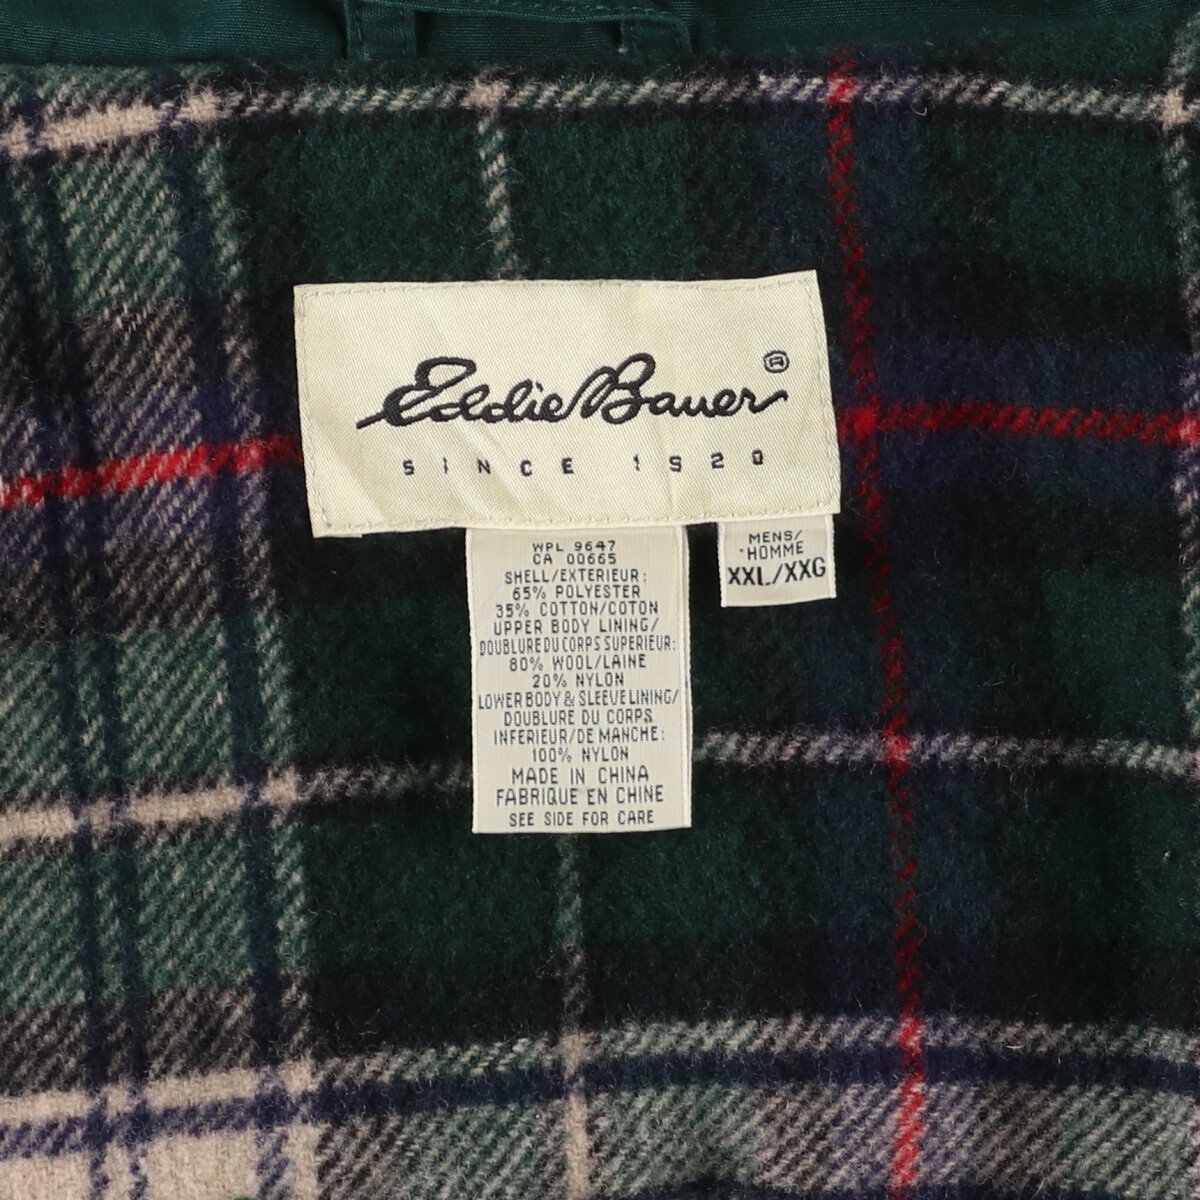 Eddie Bauer®
SINCE 1920
WPL 9647
CA 00665
SHELL/EXTERIEUR:
65% POLYESTER
35% COTTON/COTON
UPPER BODY LINING/
DOUBLURE DU CORPS SUPERIEUR:
80% WOOL/LAINE
20% NYLON
LOWER BODY & SLEEVE LINING/
DOUBLURE DU CORPS
INFERIEUR/DE MANCHE:
100% NYLON
MADE IN CHINA
FABRIQUE EN CHINE
SEE SIDE FOR CARE
MENS/
HOMME
XXL/XXG